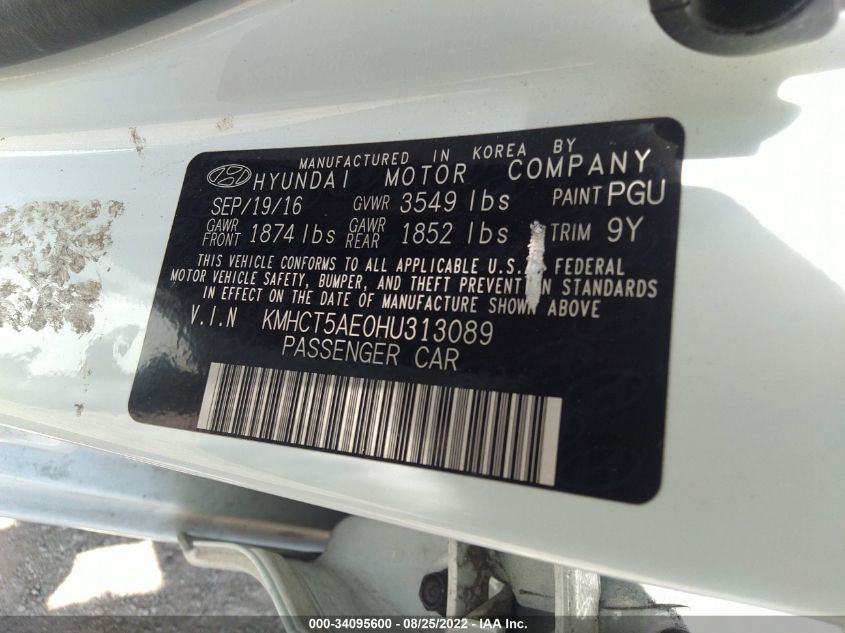 MANUFACTURED IN KOREA BY
HYUNDAI MOTOR COMPANY
SEP/19/16 GVWR 3549 lbs PAINT PGU
GAWR FRONT 1874 lbs GAWR REAR 1852 lbs TRIM 9Y
THIS VEHICLE CONFORMS TO ALL APPLICABLE U.S. FEDERAL
MOTOR VEHICLE SAFETY, BUMPER, AND THEFT PREVENTION STANDARDS
IN EFFECT ON THE DATE OF MANUFACTURE SHOWN ABOVE
V.I.N KMHCT5AE0HU313089
PASSENGER CAR
000-34095600 - 08/25/2022 - IAA Inc.